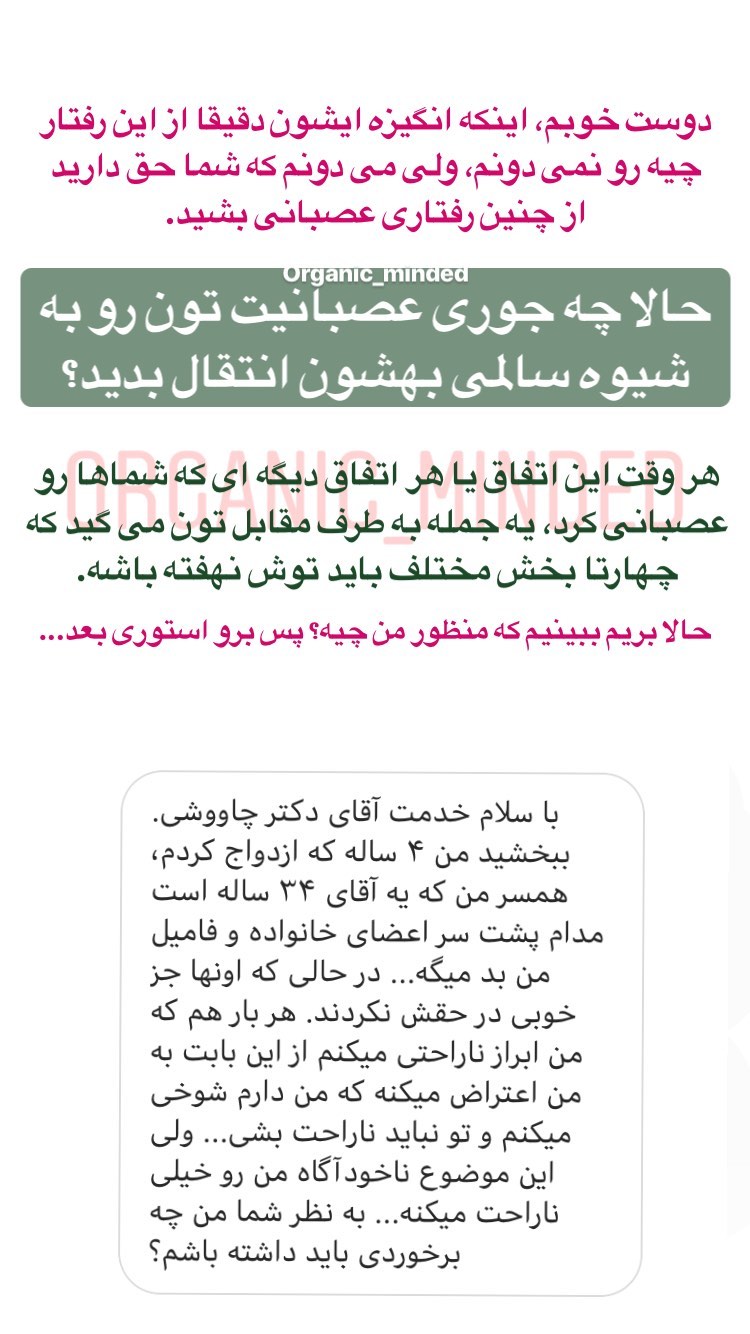 دوست خوبم، اینکه انگیزه ایشون دقیقا از این رفتار
چیه رو نمی دونم، ولی می دونم که شما حق دارید
از چنین رفتاری عصبانی بشید.
Organic_minded
حالا چه جوری عصبانیت تون رو به
شیوه سالمی بهشون انتقال بدید؟
ORGANIC_MINDED
هر وقت این اتفاق یا هر اتفاق دیگه ای که شماها رو
عصبانی کرد، یه جمله به طرف مقابل تون می گید که
چهارتا بخش مختلف باید توش نهفته باشه.
حالا بریم ببینیم که منظور من چیه؟ پس برو استوری بعد...
با سلام خدمت آقای دکتر چاووشی.
ببخشید من ۴ ساله که ازدواج کردم،
همسر من که یه آقای ۳۴ ساله است
مدام پشت سر اعضای خانواده و فامیل
من بد میگه... در حالی که اونها جز
خوبی در حقش نکردند. هر بار هم که
من ابراز ناراحتی میکنم از این بابت به
من اعتراض میکنه که من دارم شوخی
میکنم و تو نباید ناراحت بشی... ولی
این موضوع ناخودآگاه من رو خیلی
ناراحت میکنه... به نظر شما من چه
برخوردی باید داشته باشم؟